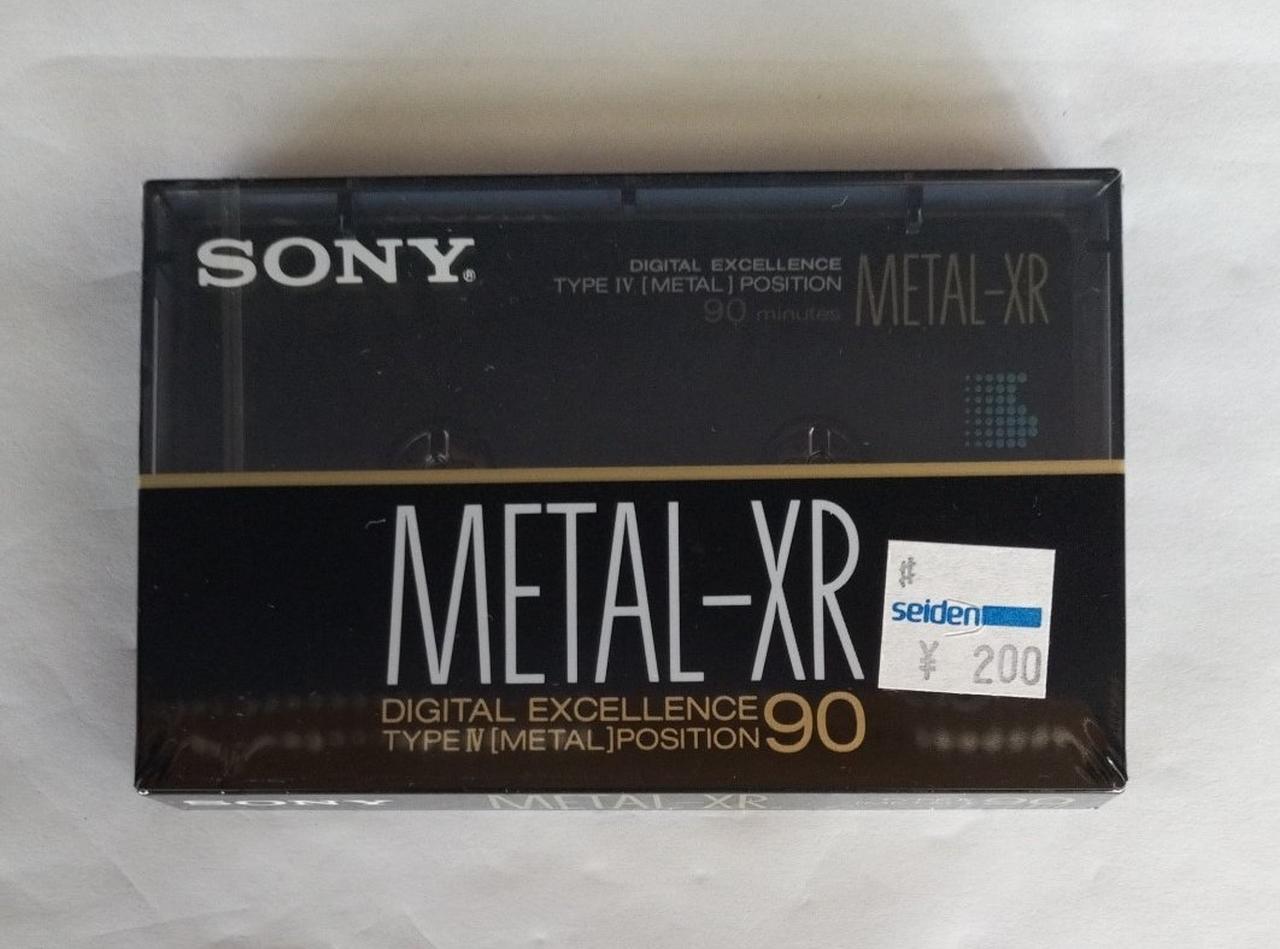 SONY®
DIGITAL EXCELLENCE
TYPE IV [METAL] POSITION
90 minutes
METAL-XR
METAL-XR
DIGITAL EXCELLENCE
TYPE IV [METAL] POSITION
90
#
seiden
¥ 200
SONY METAL-XR 90